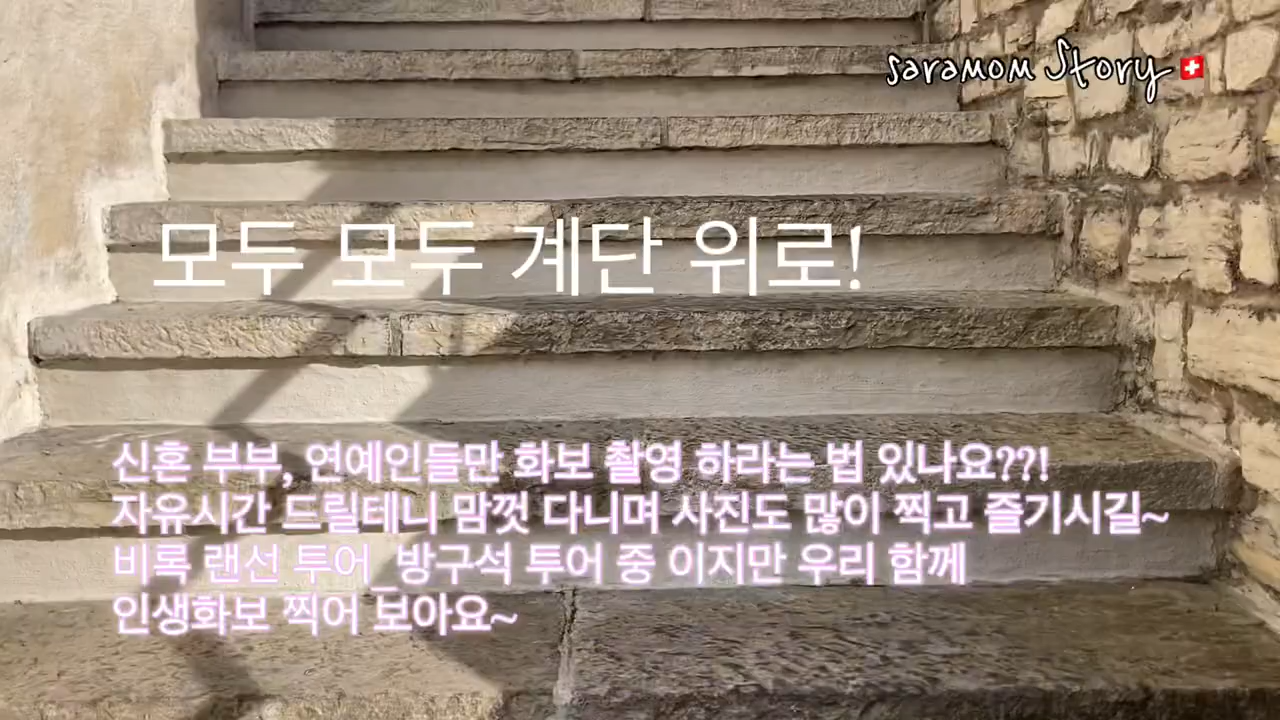 saramom Story
모두 모두 계단 위로!
신혼 부부, 연예인들만 화보 촬영 하라는 법 있나요??!
자유시간 드릴테니 맘껏 다니며 사진도 많이 찍고 즐기시길~
비록 랜선 투어_방구석 투어 중 이지만 우리 함께
인생화보 찍어 보아요~